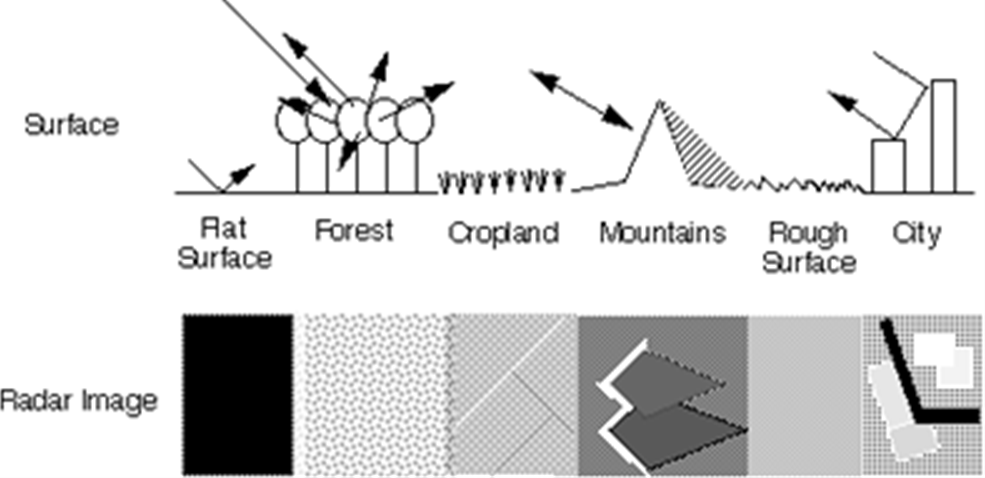 Surface
Flat
Surface
Forest
Cropland
Mountains
Rough
Surface
City
Radar Image